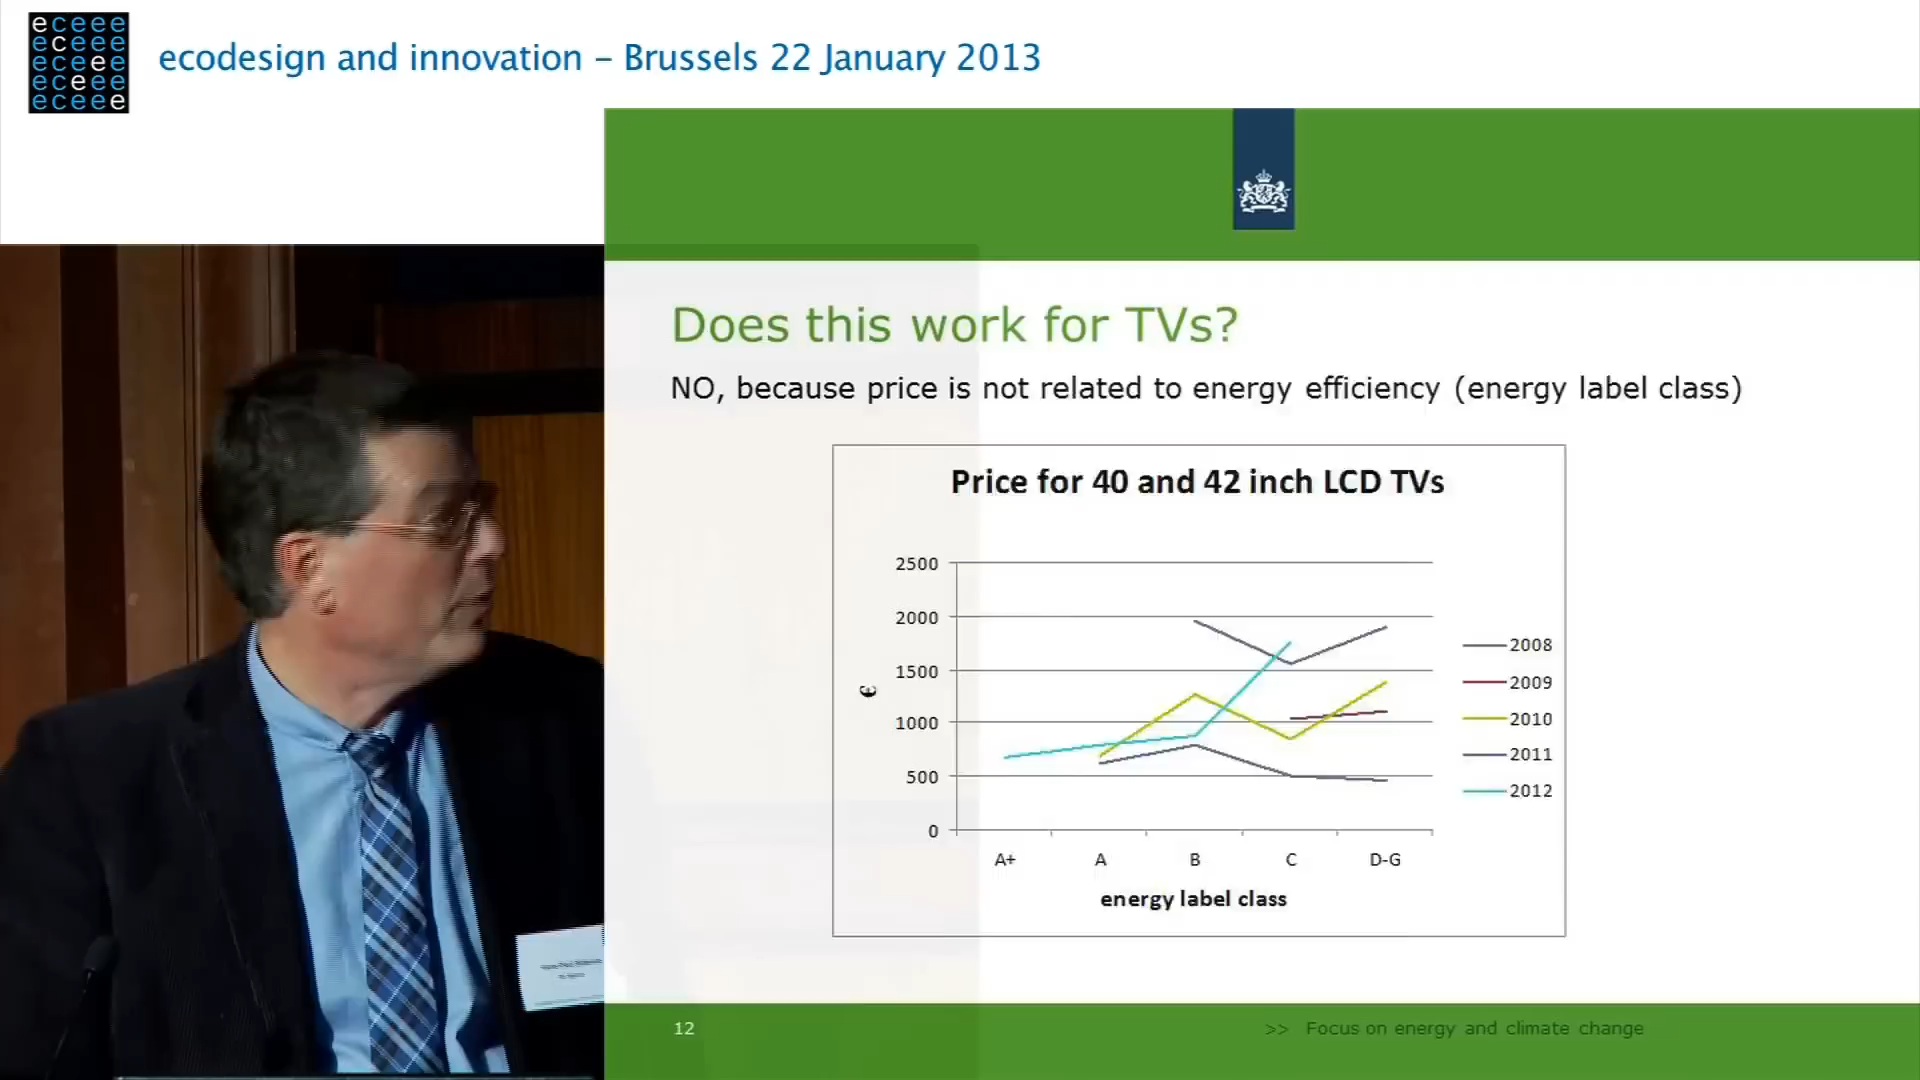 eceee
eceee
eceee
eceee
eceee
ecodesign and innovation – Brussels 22 January 2013
Does this work for TVs?
NO, because price is not related to energy efficiency (energy label class)
Price for 40 and 42 inch LCD TVs
2500
2000
1500
1000
500
0
€
A+ A B C D-G
energy label class
2008
2009
2010
2011
2012
12
>> Focus on energy and climate change